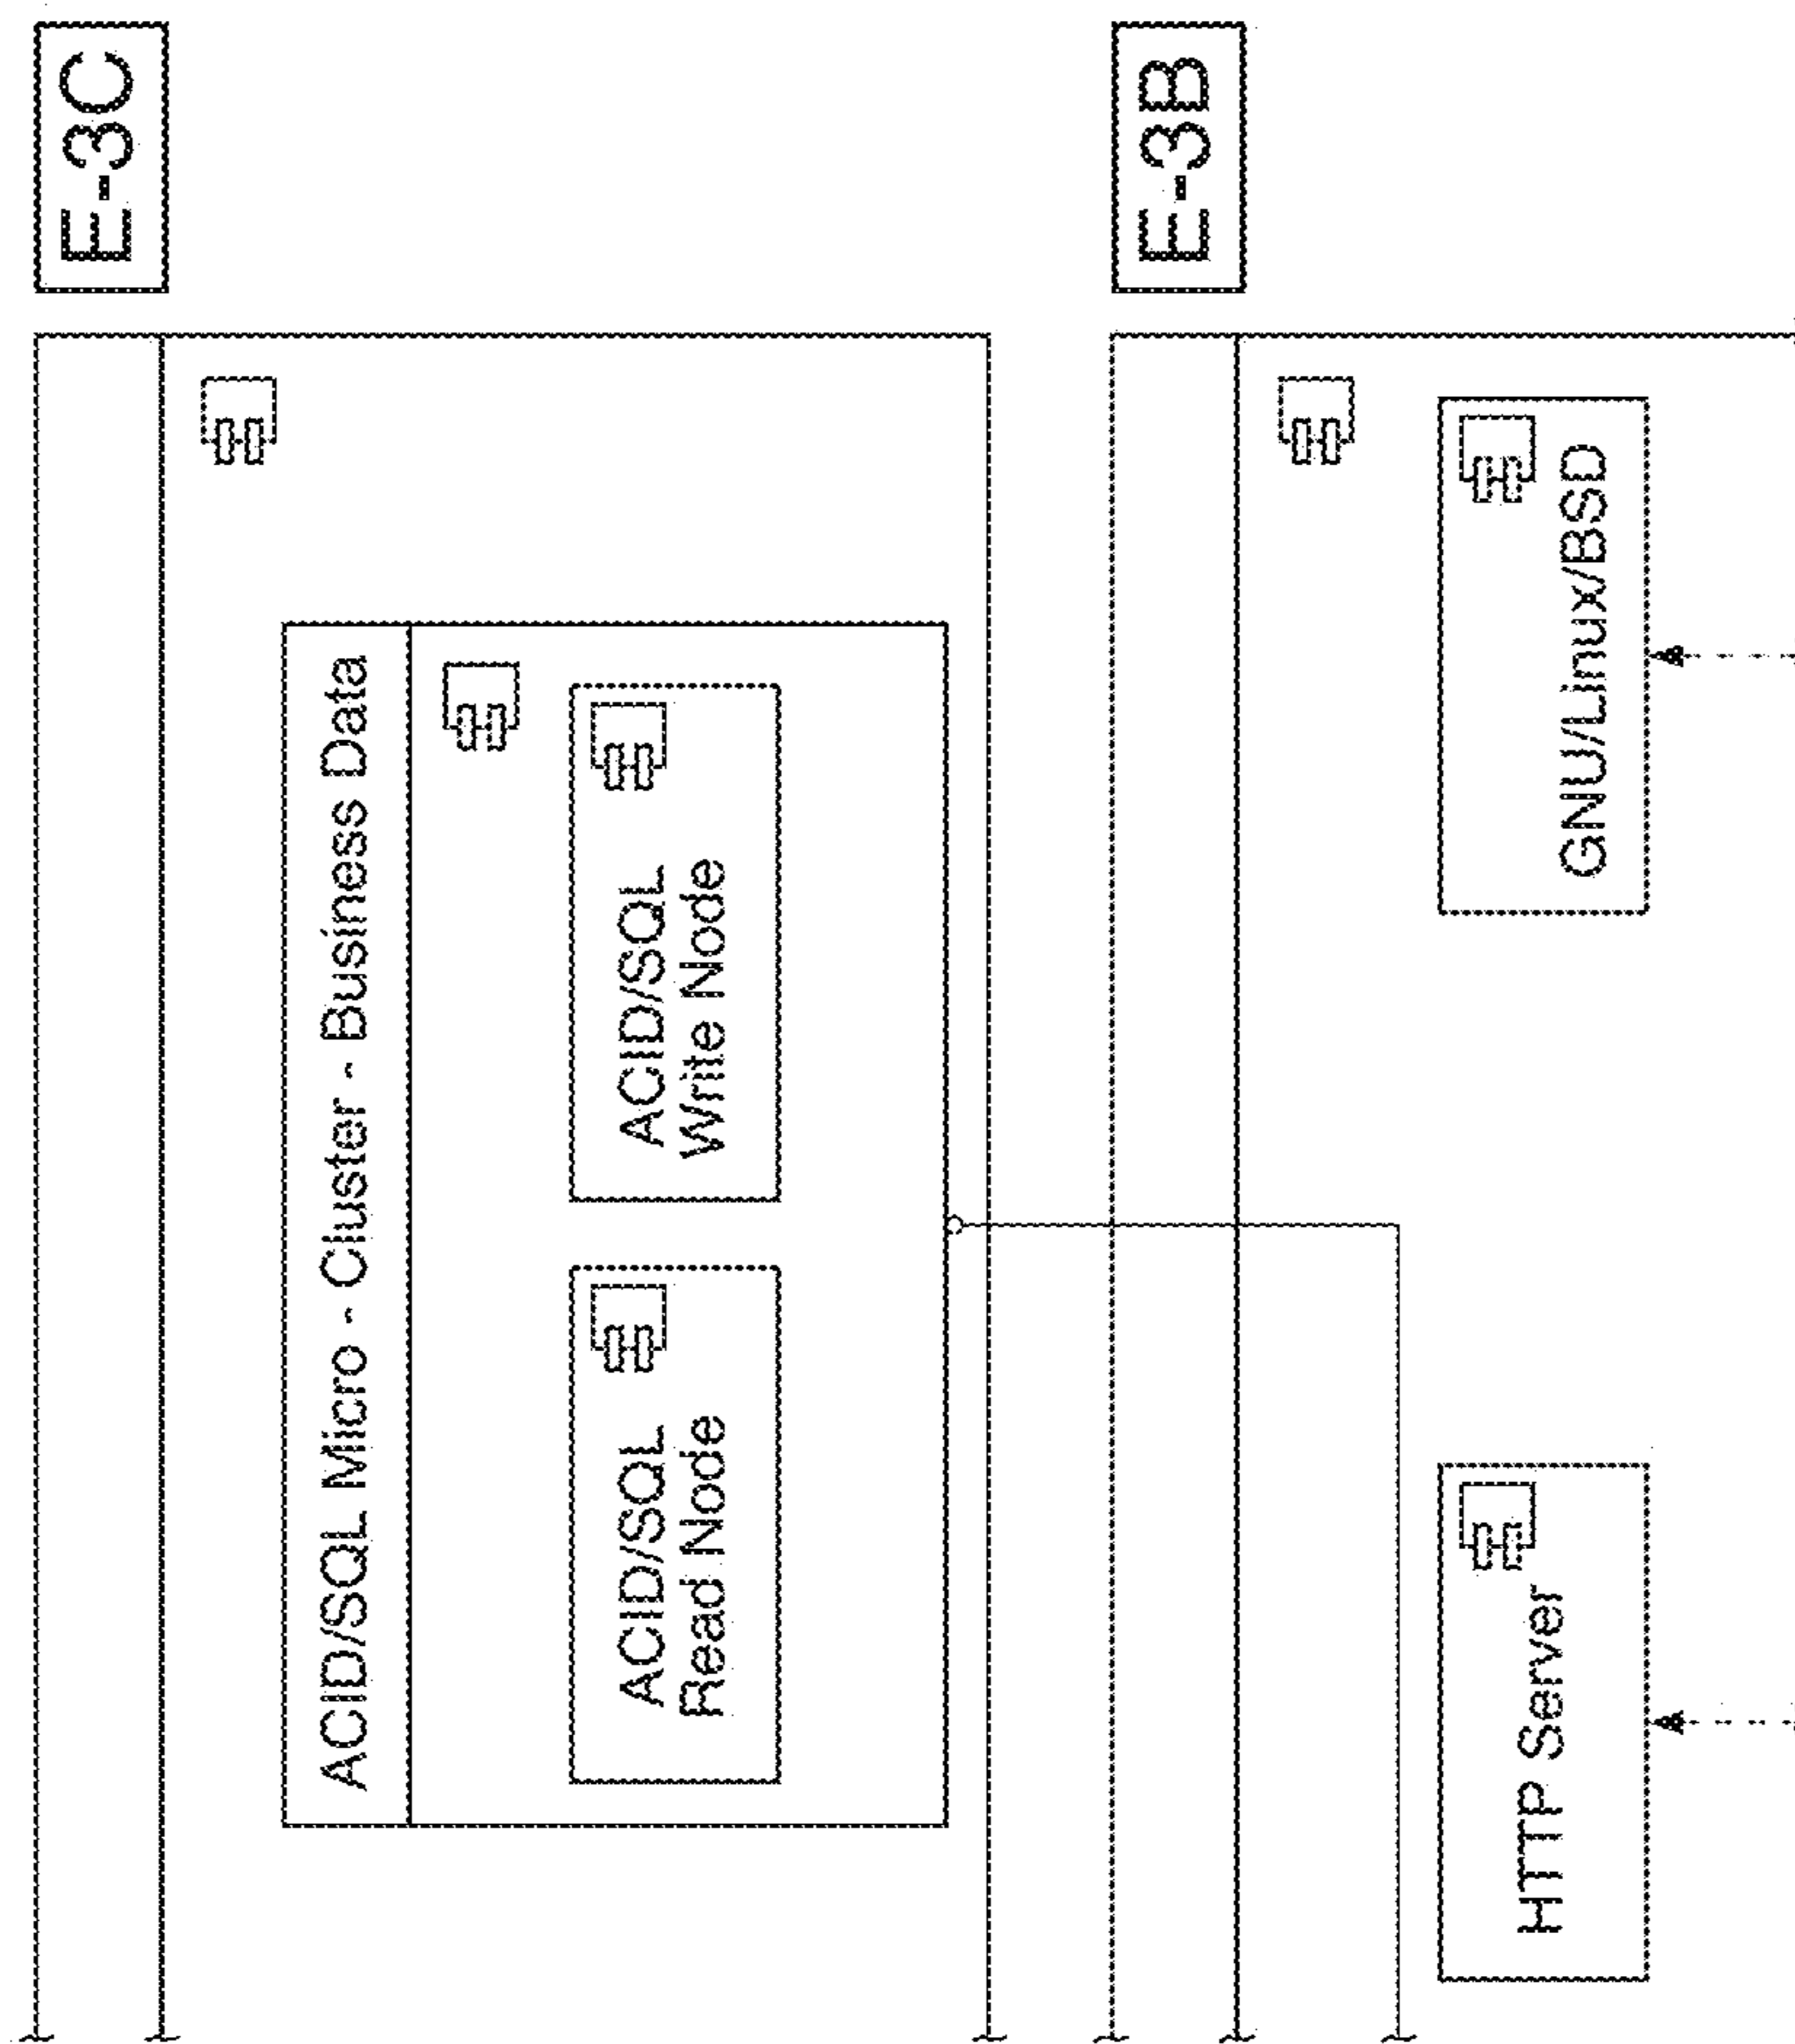 E-3C
ACID/SQL Micro - Cluster - Business Data
ACID/SQL
Read Node
ACID/SQL
Write Node
E-3B
HTTP Server
GNU/Linux/BSD